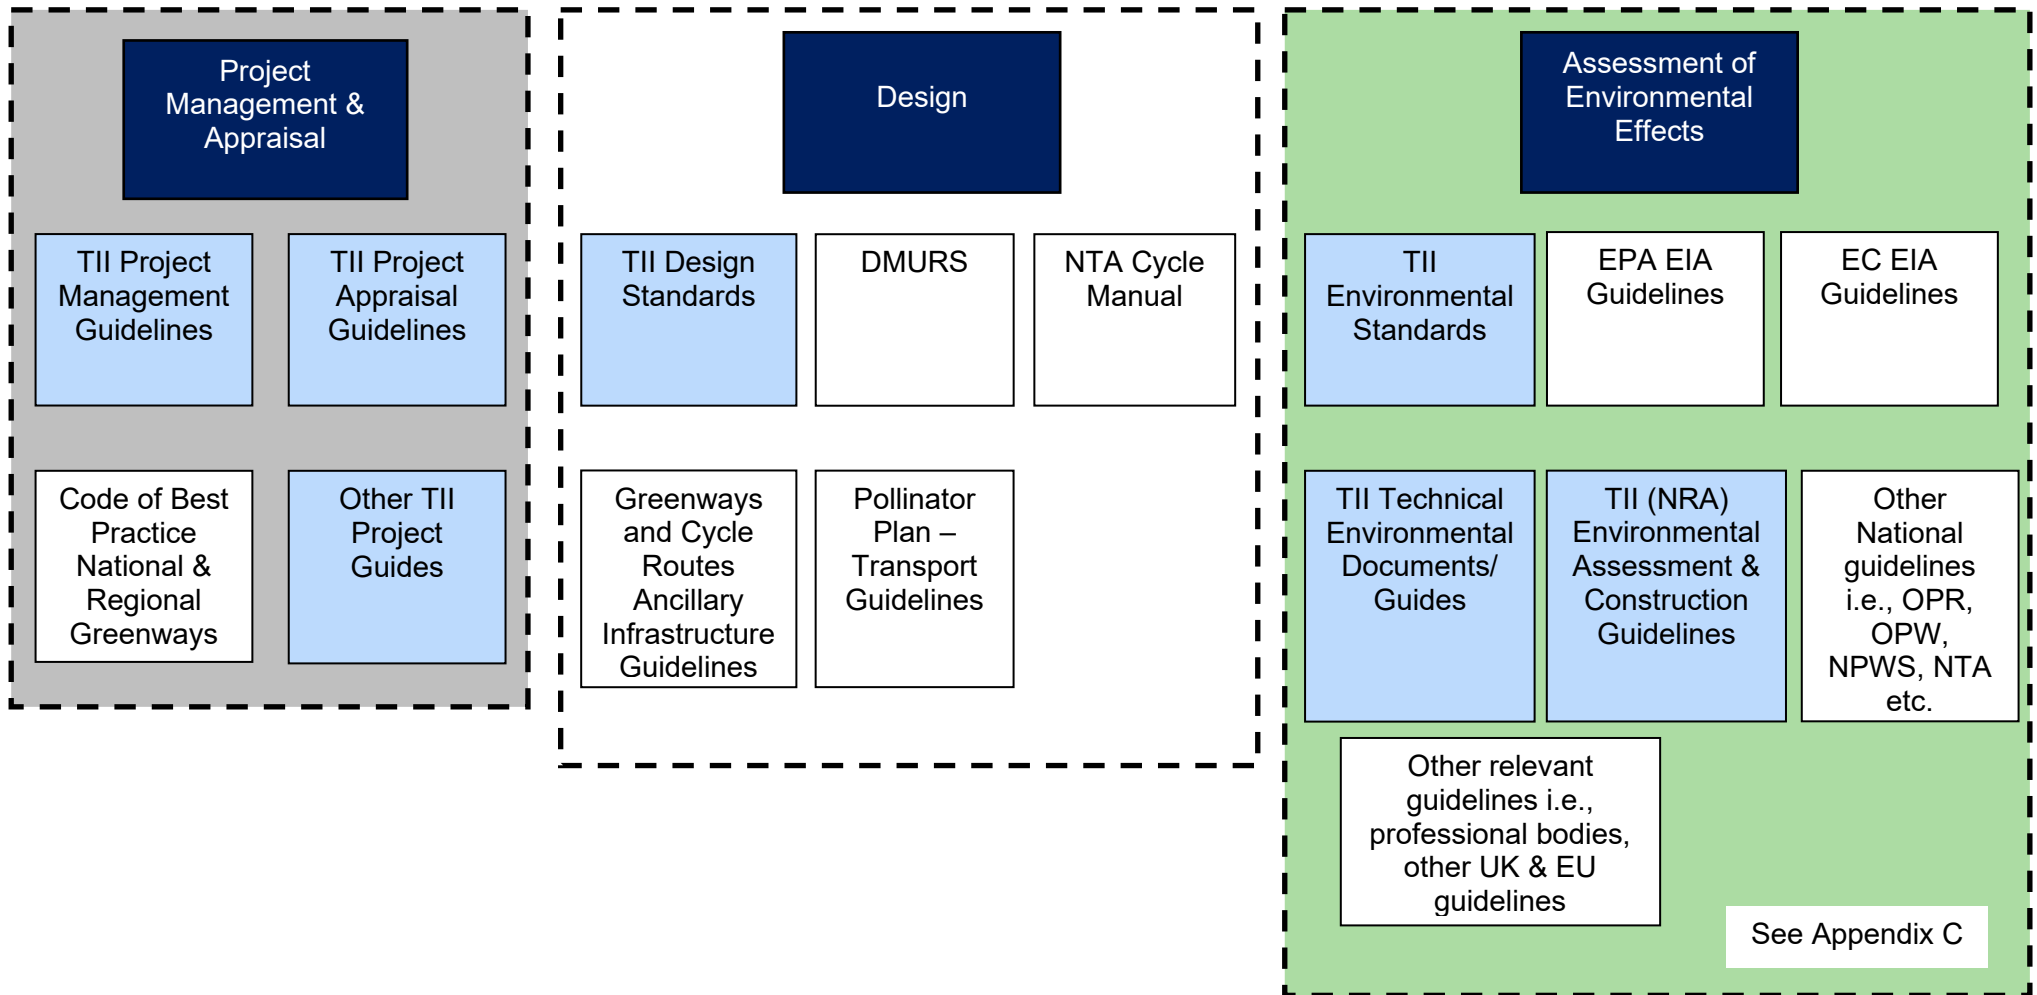 Project
Management &
Appraisal
TII Project
Management
Guidelines
TII Project
Appraisal
Guidelines
Code of Best
Practice
National &
Regional
Greenways
Other TII
Project
Guides
Design
TII Design
Standards
DMURS
NTA Cycle
Manual
Greenways
and Cycle
Routes
Ancillary
Infrastructure
Guidelines
Pollinator
Plan –
Transport
Guidelines
Assessment of
Environmental
Effects
TII
Environmental
Standards
EPA EIA
Guidelines
EC EIA
Guidelines
TII Technical
Environmental
Documents/
Guides
TII (NRA)
Environmental
Assessment &
Construction
Guidelines
Other
National
guidelines
i.e., OPR,
OPW,
NPWS, NTA
etc.
Other relevant
guidelines i.e.,
professional bodies,
other UK & EU
guidelines
See Appendix C